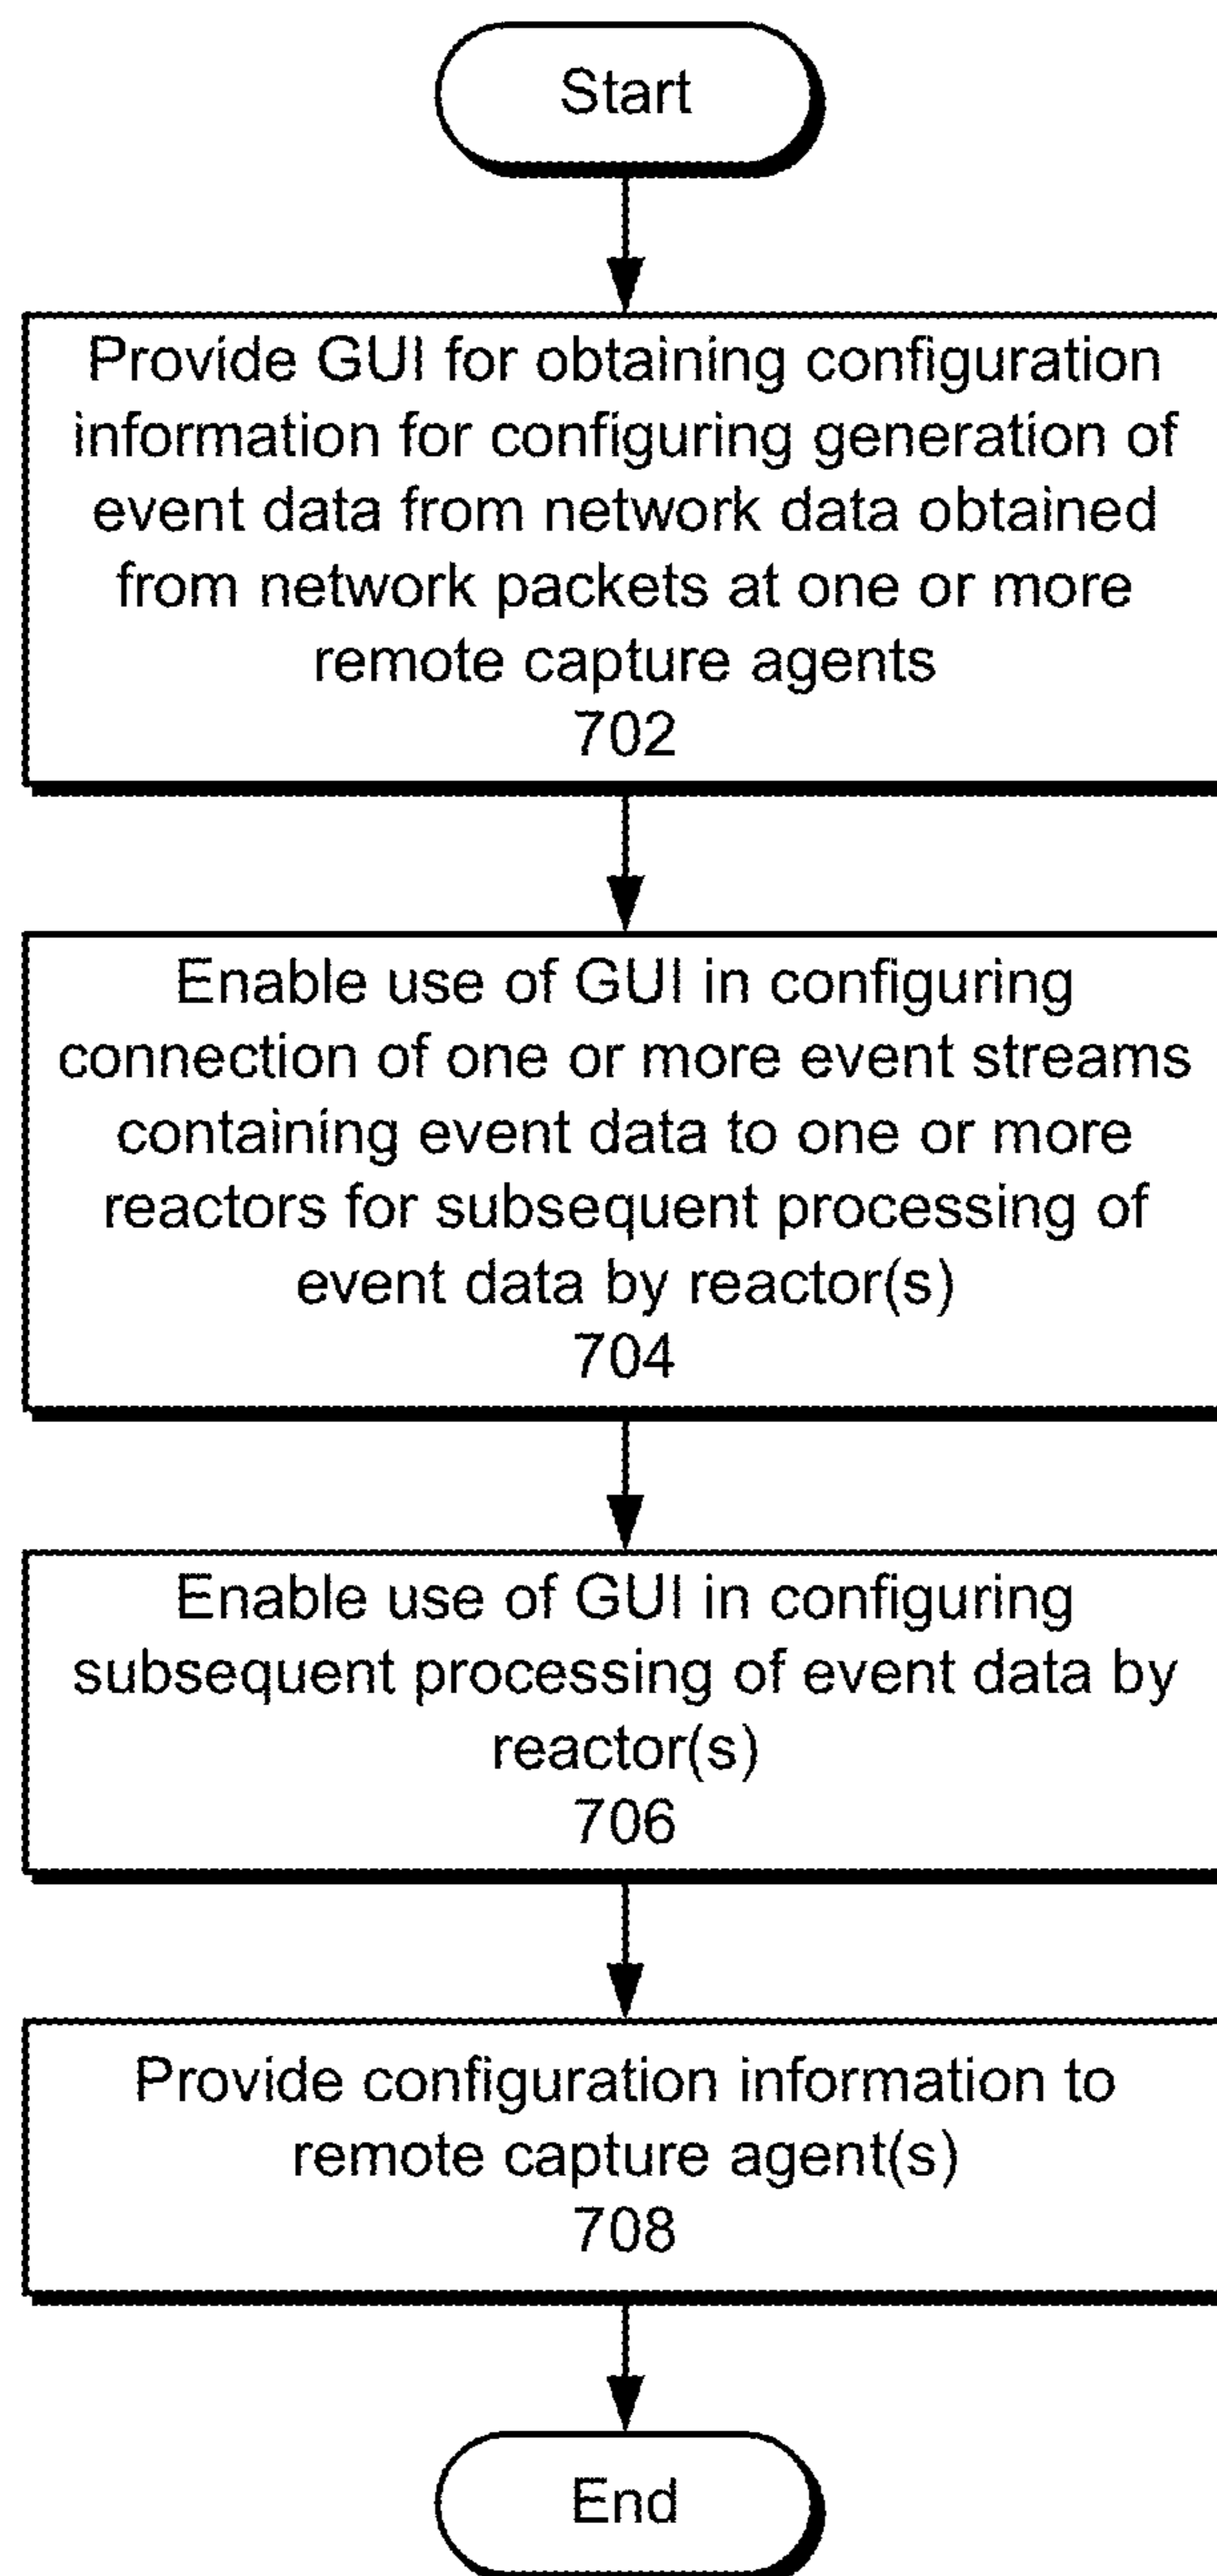 Start
Provide GUI for obtaining configuration
information for configuring generation of
event data from network data obtained
from network packets at one or more
remote capture agents
702
Enable use of GUI in configuring
connection of one or more event streams
containing event data to one or more
reactors for subsequent processing of
event data by reactor(s)
704
Enable use of GUI in configuring
subsequent processing of event data by
reactor(s)
706
Provide configuration information to
remote capture agent(s)
708
End